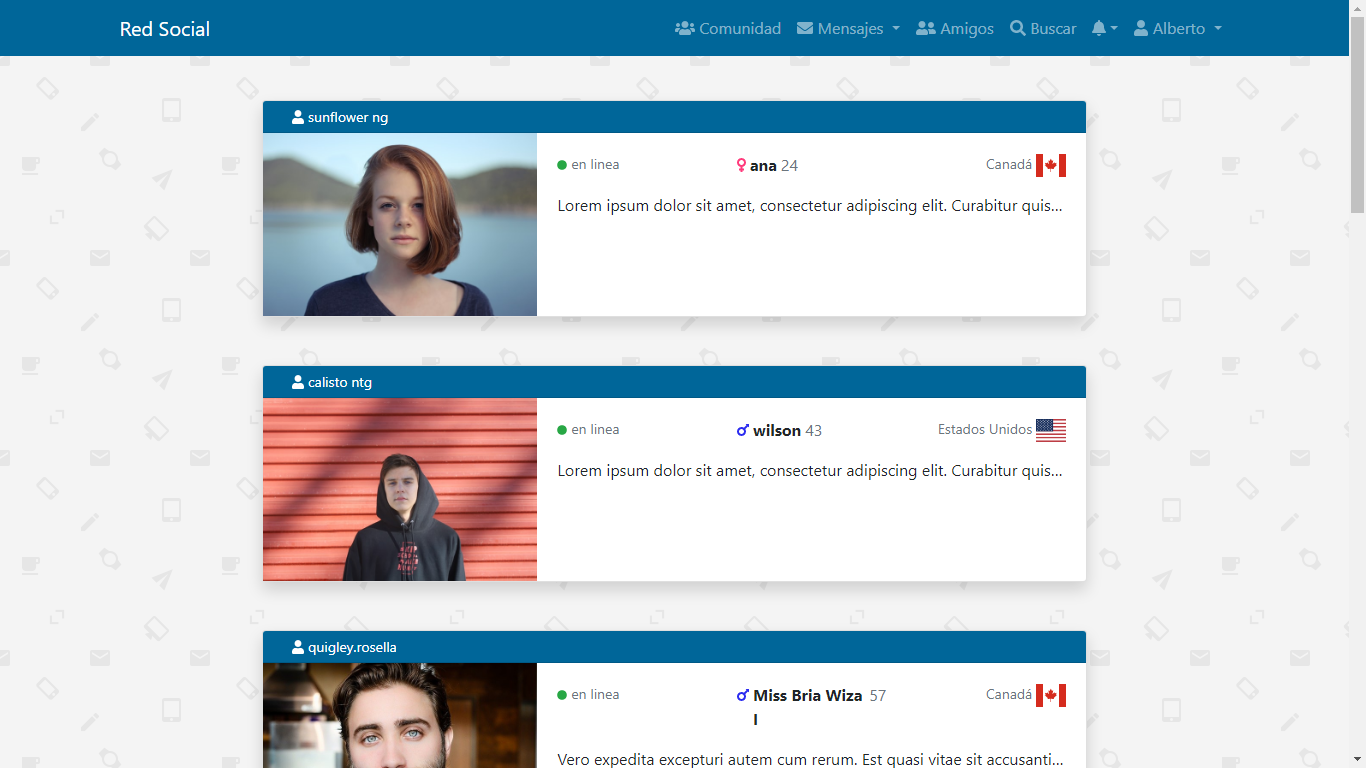 Red Social
Comunidad
Mensajes
Amigos
Buscar
Alberto
sunflower ng
en linea
ana 24
Canadá
Lorem ipsum dolor sit amet, consectetur adipiscing elit. Curabitur quis...
calisto ntg
en linea
wilson 43
Estados Unidos
Lorem ipsum dolor sit amet, consectetur adipiscing elit. Curabitur quis...
quigley.rosella
en linea
Miss Bria Wiza 57
I
Canadá
Vero expedita excepturi autem cum rerum. Est quasi vitae sit accusanti...